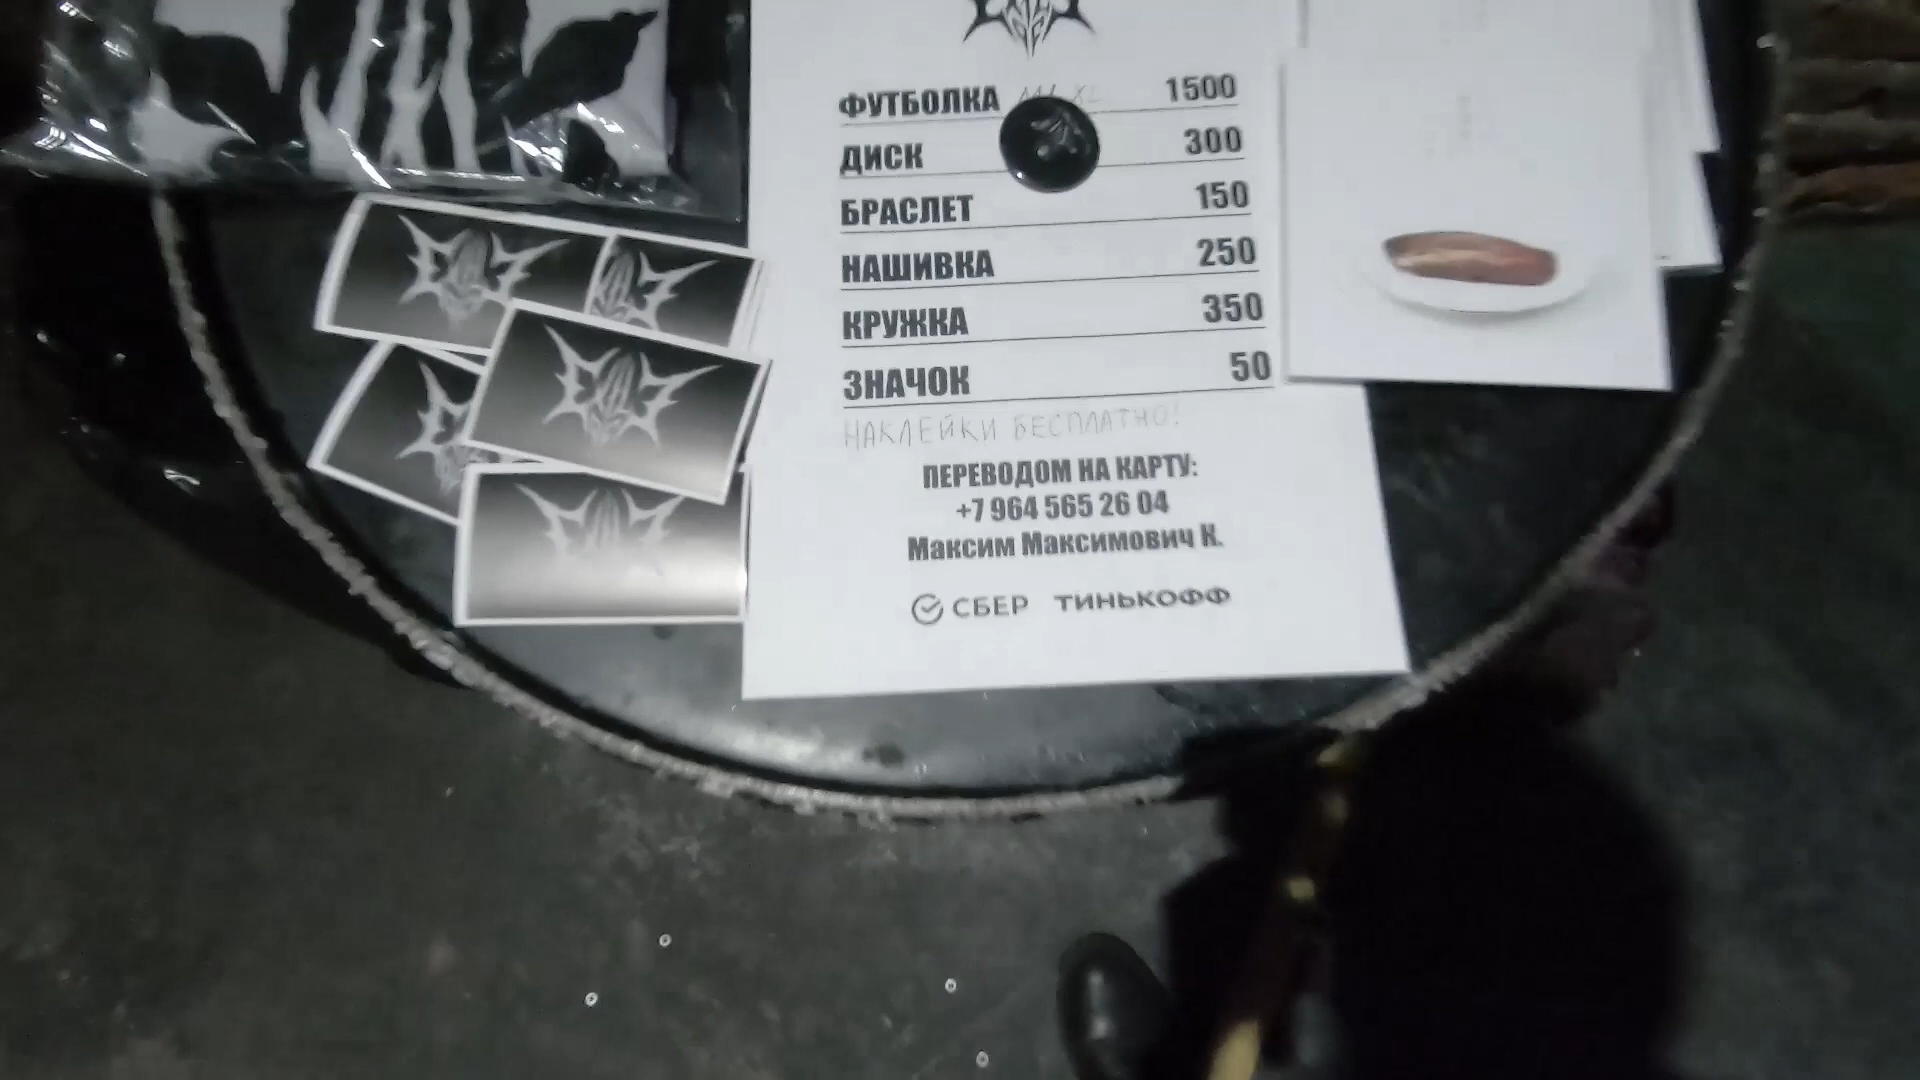 ФУТБОЛКА XL 1500
ДИСК 300
БРАСЛЕТ 150
НАШИВКА 250
КРУЖКА 350
ЗНАЧОК 50
НАКЛЕЙКИ БЕСПЛАТНО!
ПЕРЕВОДОМ НА КАРТУ:
+7 964 565 26 04
Максим Максимович К.
СБЕР ТИНЬКОФФ